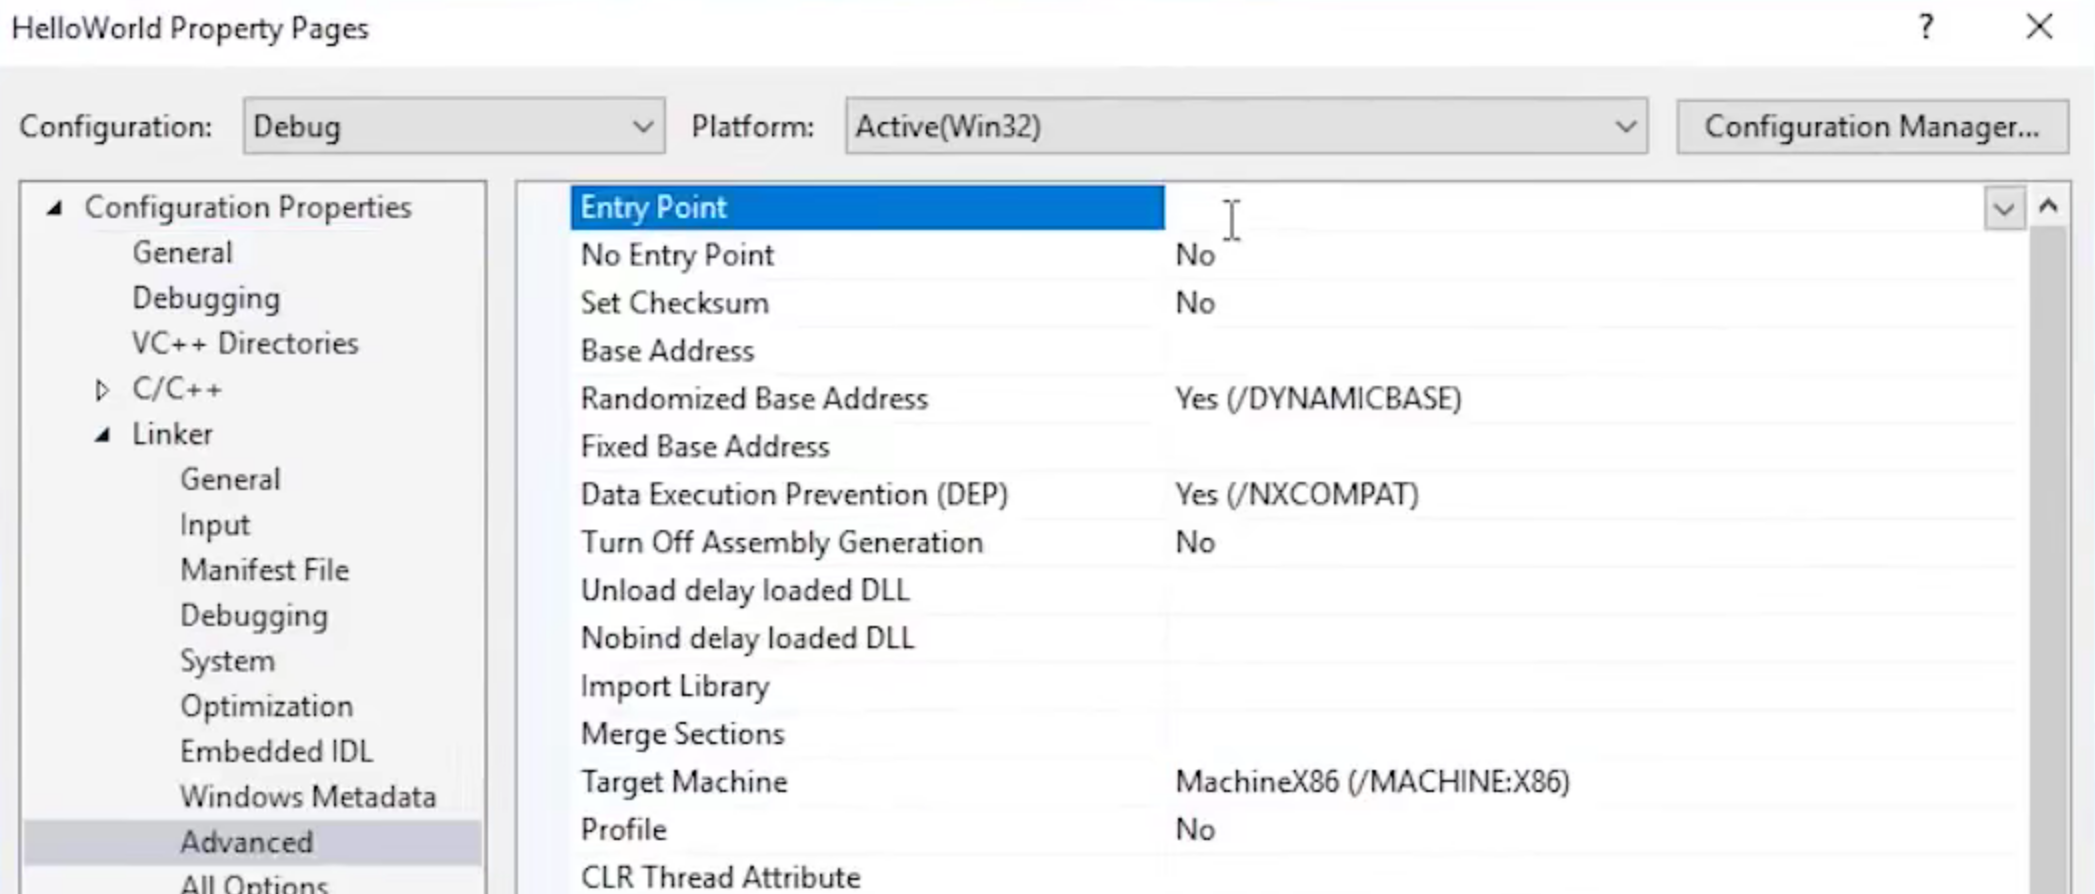 HelloWorld Property Pages ?
Configuration: Debug Platform: Active(Win32) Configuration Manager...
Configuration Properties
General
Debugging
VC++ Directories
C/C++
Linker
General
Input
Manifest File
Debugging
System
Optimization
Embedded IDL
Windows Metadata
Advanced
All Options
Entry Point
No Entry Point No
Set Checksum No
Base Address
Randomized Base Address Yes (/DYNAMICBASE)
Fixed Base Address
Data Execution Prevention (DEP) Yes (/NXCOMPAT)
Turn Off Assembly Generation No
Unload delay loaded DLL
Nobind delay loaded DLL
Import Library
Merge Sections
Target Machine MachineX86 (/MACHINE:X86)
Profile No
CLR Thread Attribute